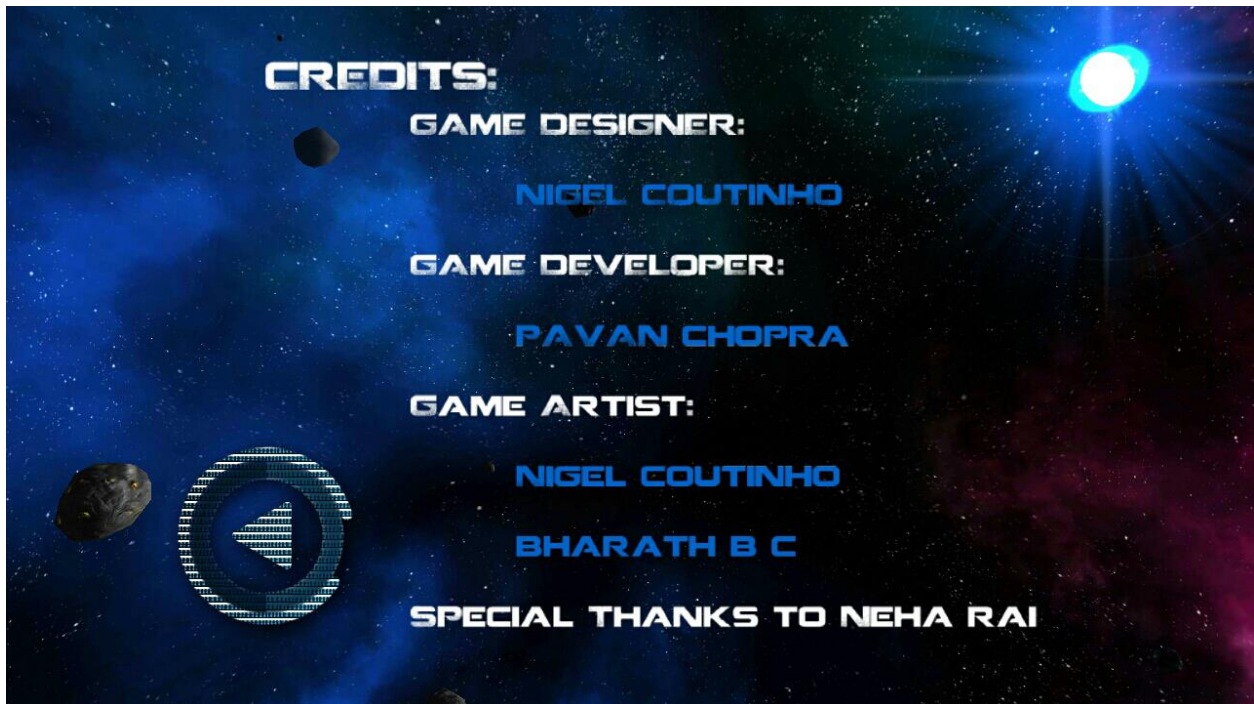 CREDITS:
GAME DESIGNER:
NIGEL COUTINHO
GAME DEVELOPER:
PAVAN CHOPRA
GAME ARTIST:
NIGEL COUTINHO
BHARATH B C
SPECIAL THANKS TO NEHA RAI